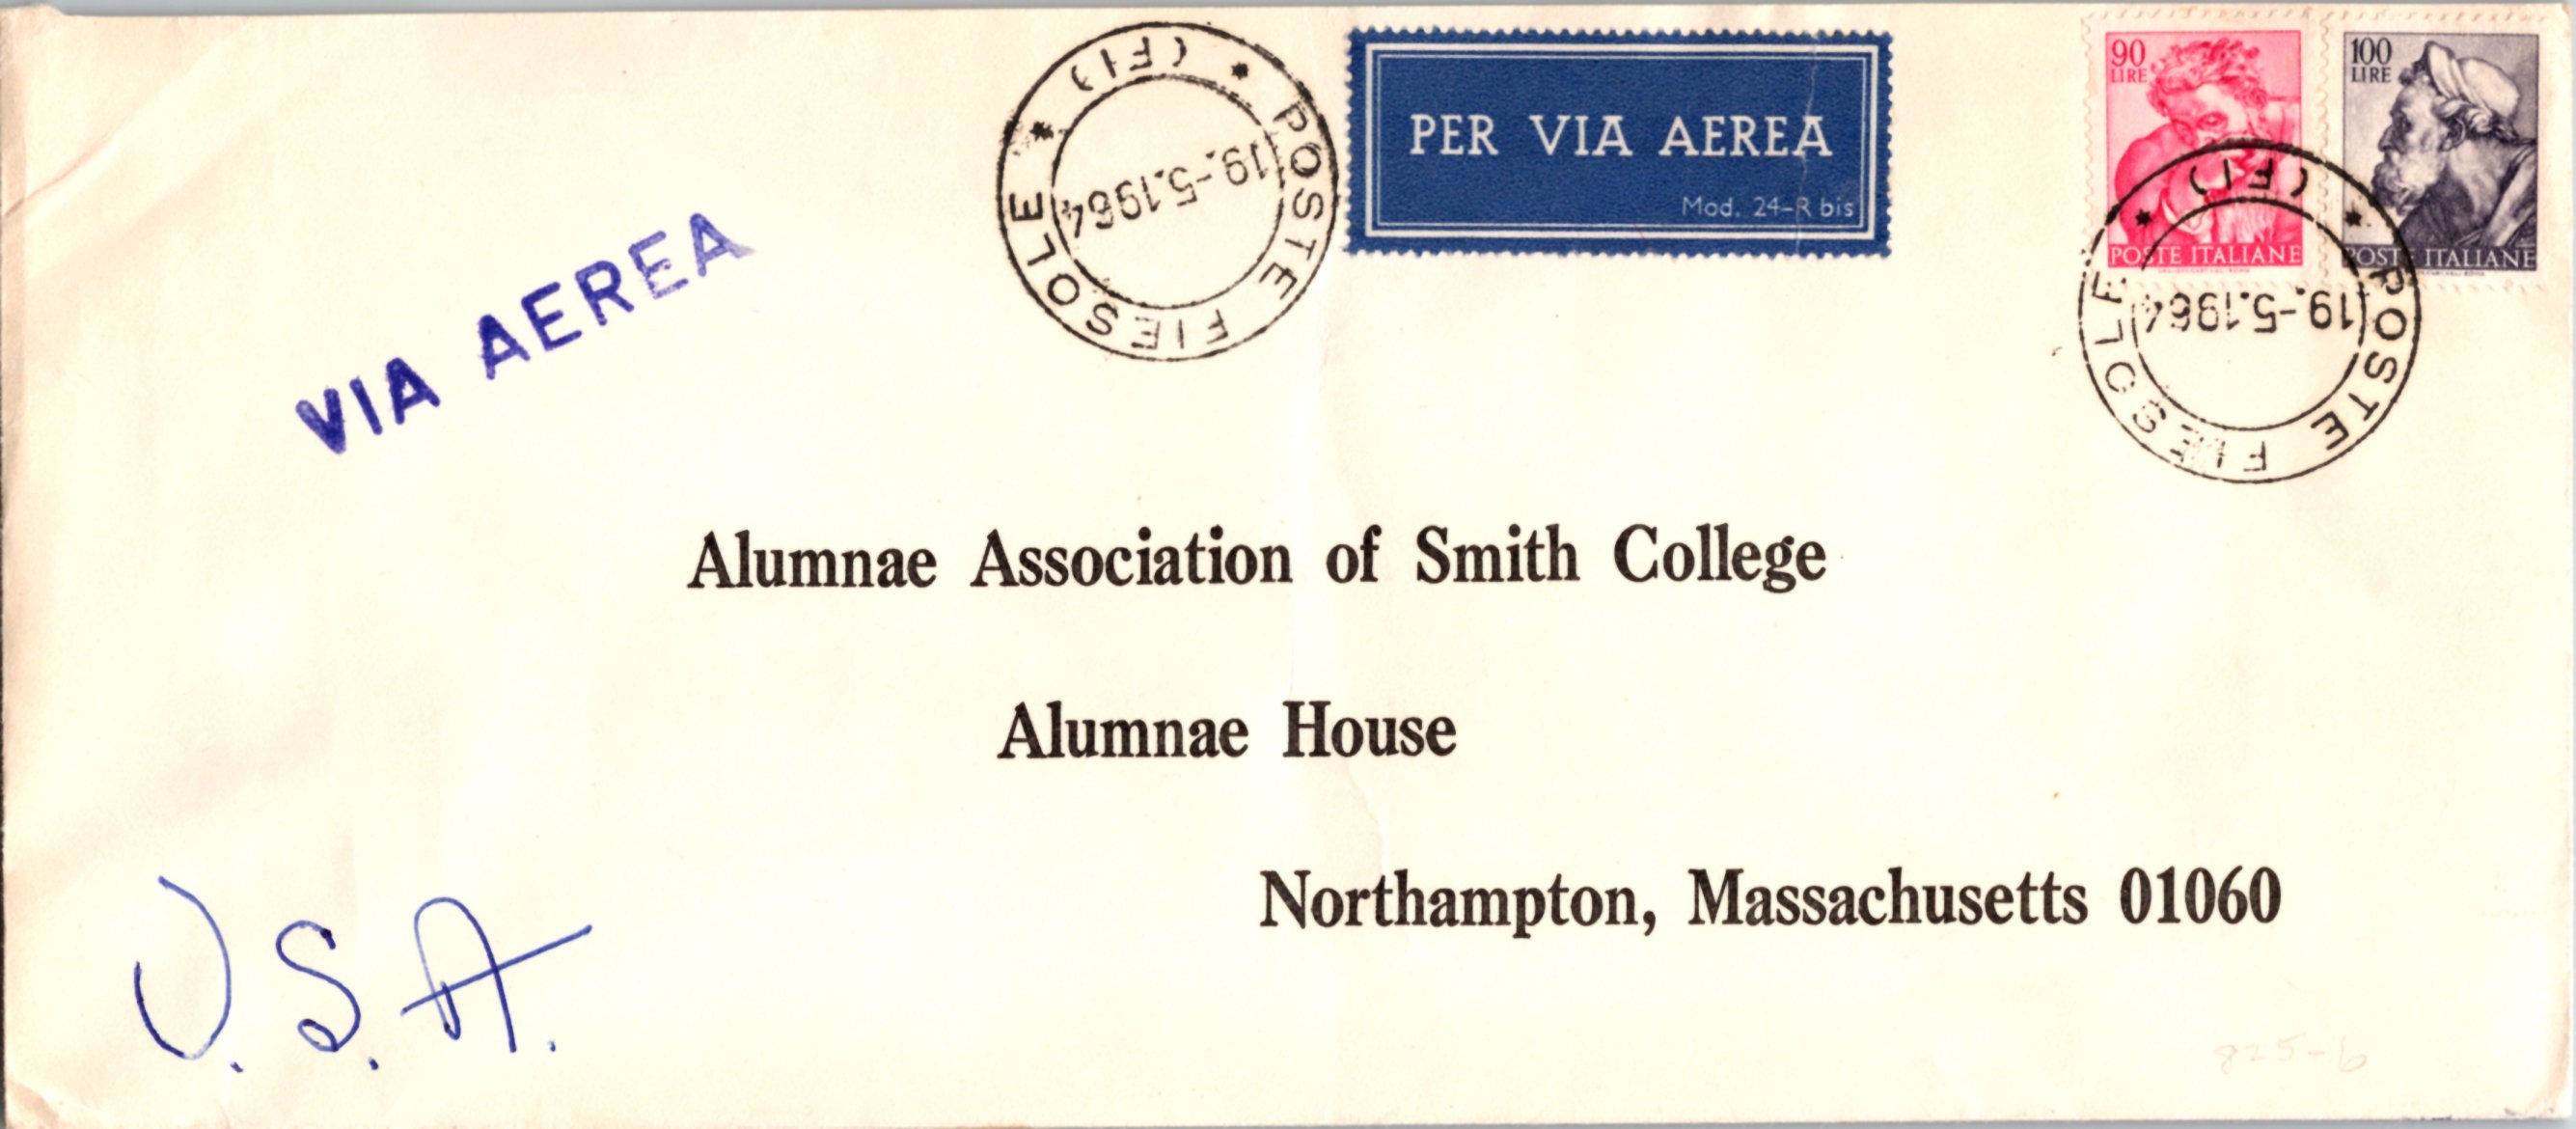 POSTE FIESOLE
* (FI) *
19.-5.1964
PER VIA AEREA
Mod. 24-R bis
90
LIRE
POSTE ITALIANE
100
LIRE
POSTE ITALIANE
POSTE FIESOLE
* (FI) *
19.-5.1964
VIA AEREA
Alumnae Association of Smith College
Alumnae House
Northampton, Massachusetts 01060
U.S.A.
825-6